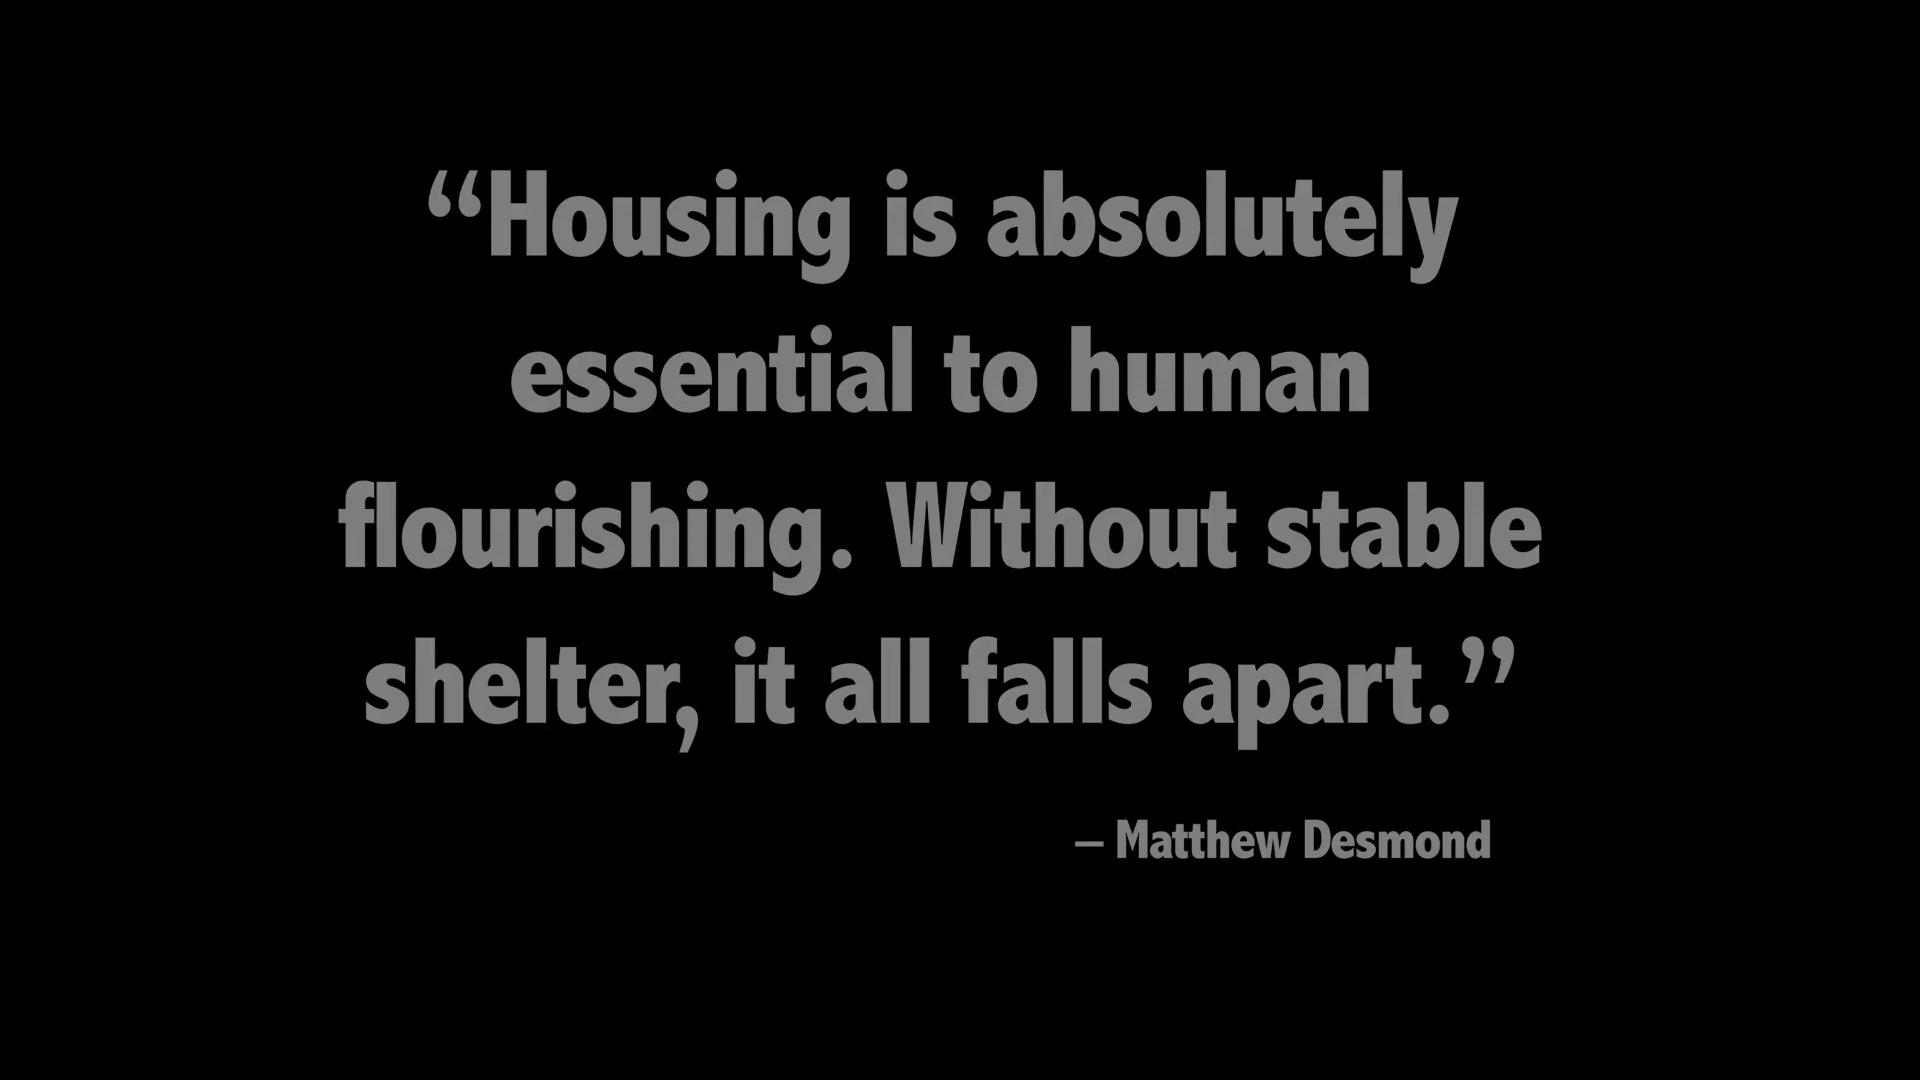 “Housing is absolutely
essential to human
flourishing. Without stable
shelter, it all falls apart.”
– Matthew Desmond